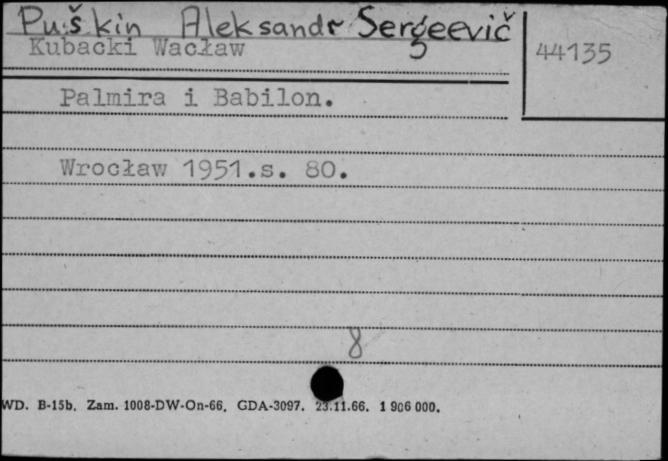 Puškin Aleksandr Sergeevič
Kubacki Wacław
44135
Palmira i Babilon.
Wrocław 1951.s. 80.
8
WD. B-15b. Zam. 1008-DW-On-66. GDA-3097. 23.11.66. 1 906 000.